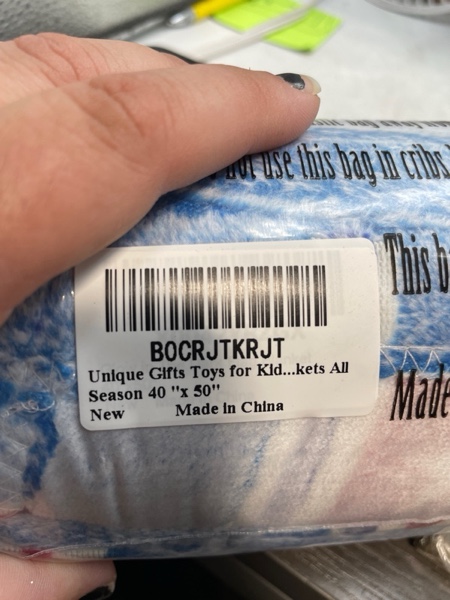 not use this bag in cribs
This b
BOCRJTKRJT
Unique Gifts Toys for Kid...kets All
Season 40 "x 50"
New Made in China
Made